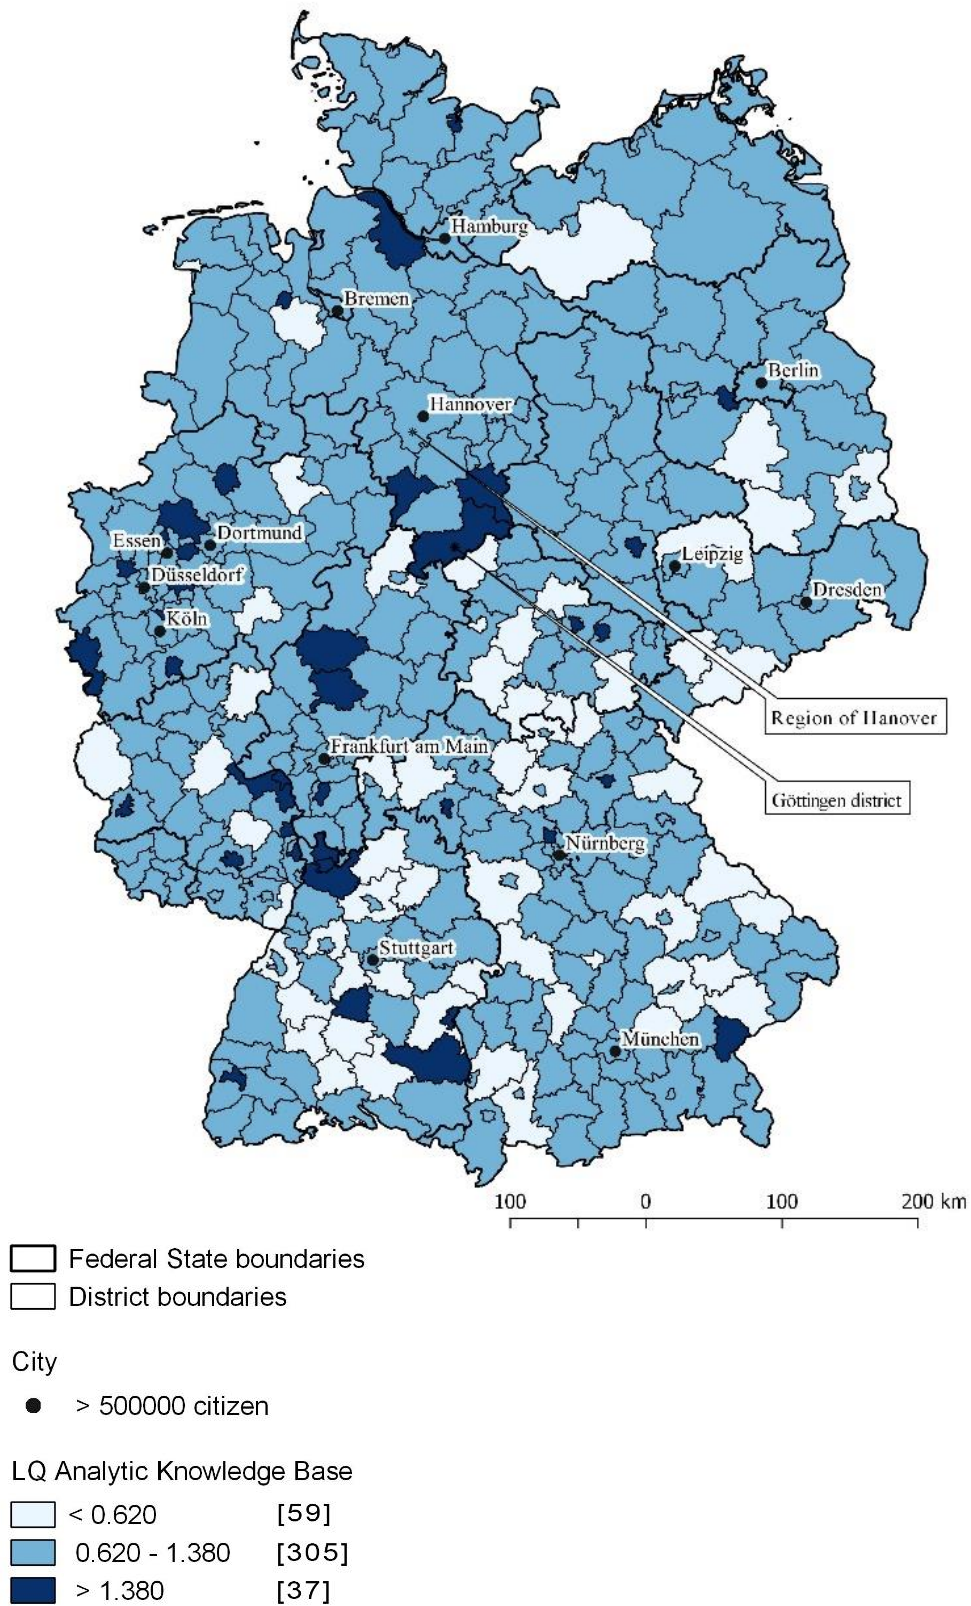 Hamburg
Bremen
Berlin
Hannover
Essen
Dortmund
Düsseldorf
Leipzig
Dresden
Köln
Region of Hanover
Frankfurt am Main
Göttingen district
Nürnberg
Stuttgart
München
100 0 100 200 km
Federal State boundaries
District boundaries
City
> 500000 citizen
LQ Analytic Knowledge Base
< 0.620 [59]
0.620 - 1.380 [305]
> 1.380 [37]